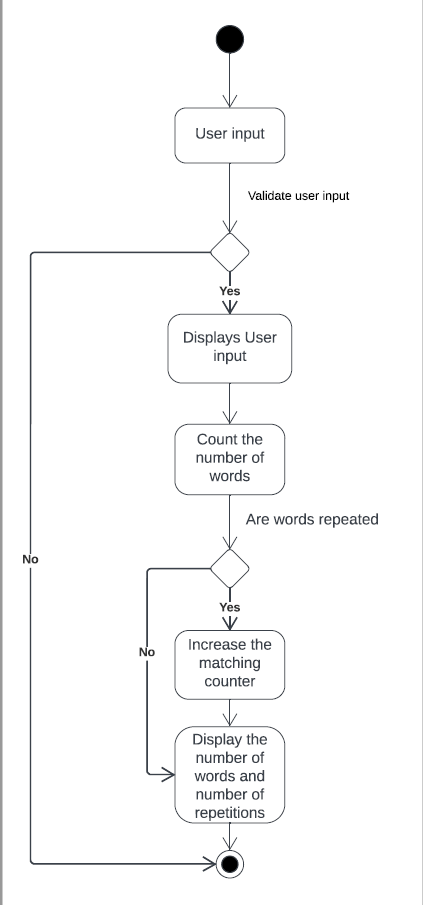 User input
Validate user input
Yes
Displays User
input
Count the
number of
words
Are words repeated
No
Yes
Increase the
matching
counter
No
Display the
number of
words and
number of
repetitions